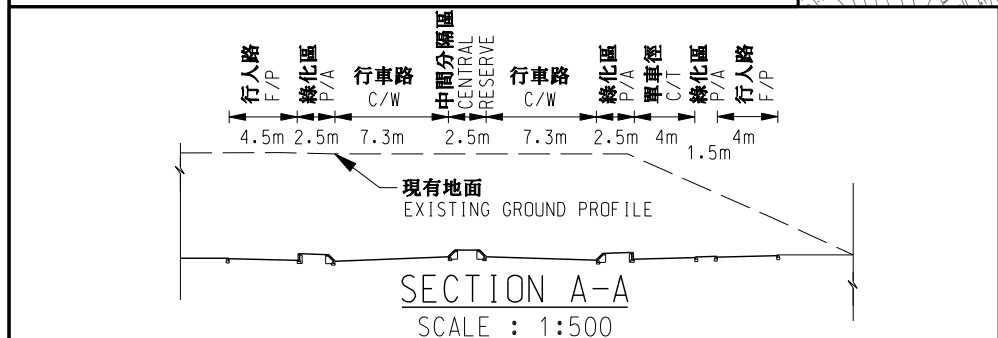 行人路
F/P
綠化區
P/A
行車路
C/W
中間分隔區
CENTRAL
RESERVE
行車路
C/W
綠化區
P/A
單車徑
C/T
綠化區
P/A
行人路
F/P
4.5m 2.5m 7.3m 2.5m 7.3m 2.5m 4m 1.5m 4m
現有地面
EXISTING GROUND PROFILE
SECTION A-A
SCALE : 1:500